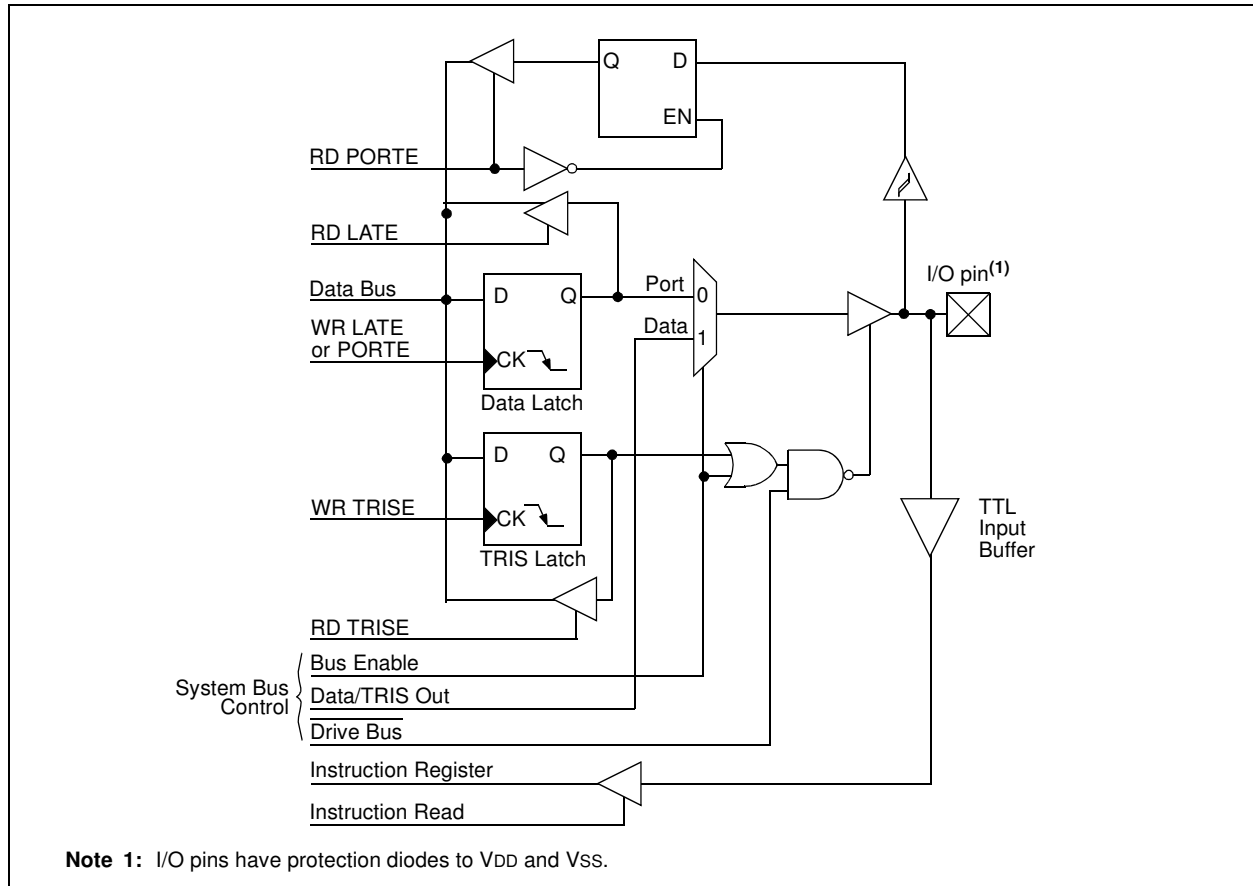 Q D
EN
RD PORTE
RD LATE
I/O pin(1)
Data Bus
D Q
Port 0
WR LATE
or PORTE
Data 1
CK
Data Latch
D Q
WR TRISE
CK
TRIS Latch
TTL
Input
Buffer
RD TRISE
System Bus
Control
Bus Enable
Data/TRIS Out
Drive Bus
Instruction Register
Instruction Read
Note 1: I/O pins have protection diodes to VDD and VSS.